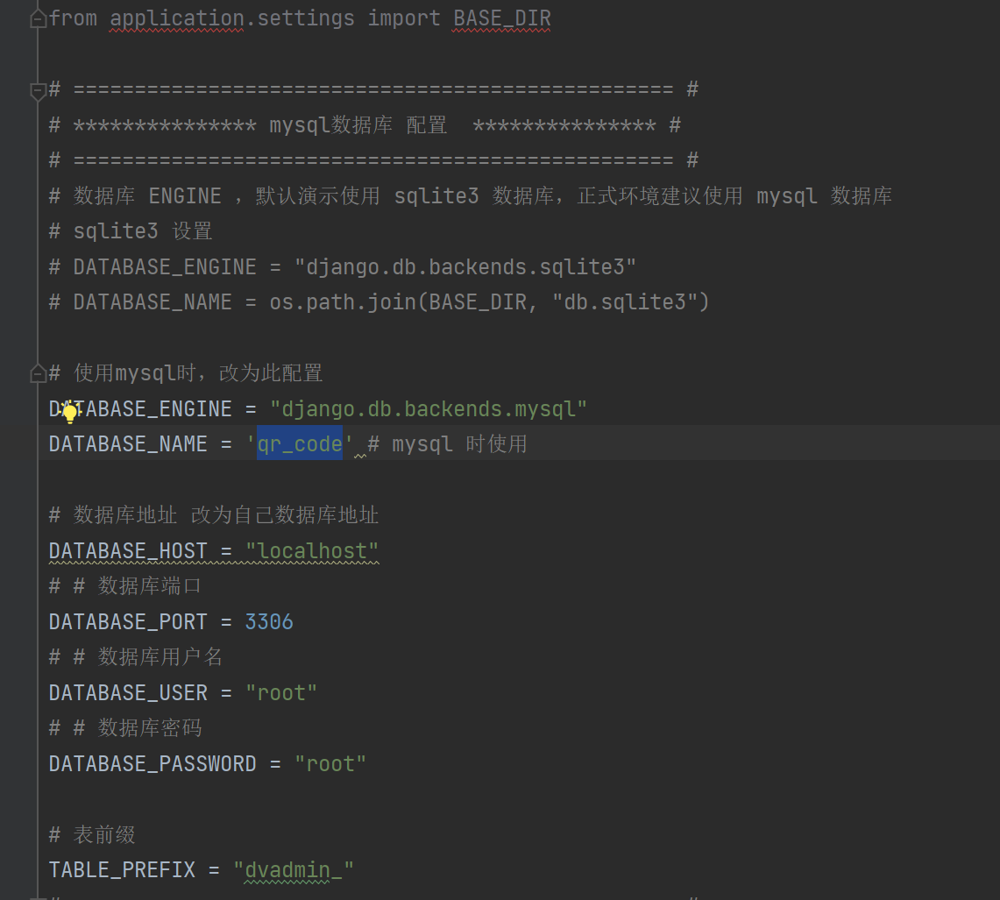 from application.settings import BASE_DIR
# ================================================= #
# *************** mysql数据库 配置  *************** #
# ================================================= #
# 数据库 ENGINE ，默认演示使用 sqlite3 数据库，正式环境建议使用 mysql 数据库
# sqlite3 设置
# DATABASE_ENGINE = "django.db.backends.sqlite3"
# DATABASE_NAME = os.path.join(BASE_DIR, "db.sqlite3")
# 使用mysql时，改为此配置
DATABASE_ENGINE = "django.db.backends.mysql"
DATABASE_NAME = 'qr_code' # mysql 时使用
# 数据库地址 改为自己数据库地址
DATABASE_HOST = "localhost"
# # 数据库端口
DATABASE_PORT = 3306
# # 数据库用户名
DATABASE_USER = "root"
# # 数据库密码
DATABASE_PASSWORD = "root"
# 表前缀
TABLE_PREFIX = "dvadmin_"